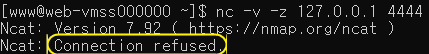 [www@web-vmss000000 ~]$ nc -v -z 127.0.0.1 4444
Ncat: Version 7.92 ( https://nmap.org/ncat )
Ncat: Connection refused.